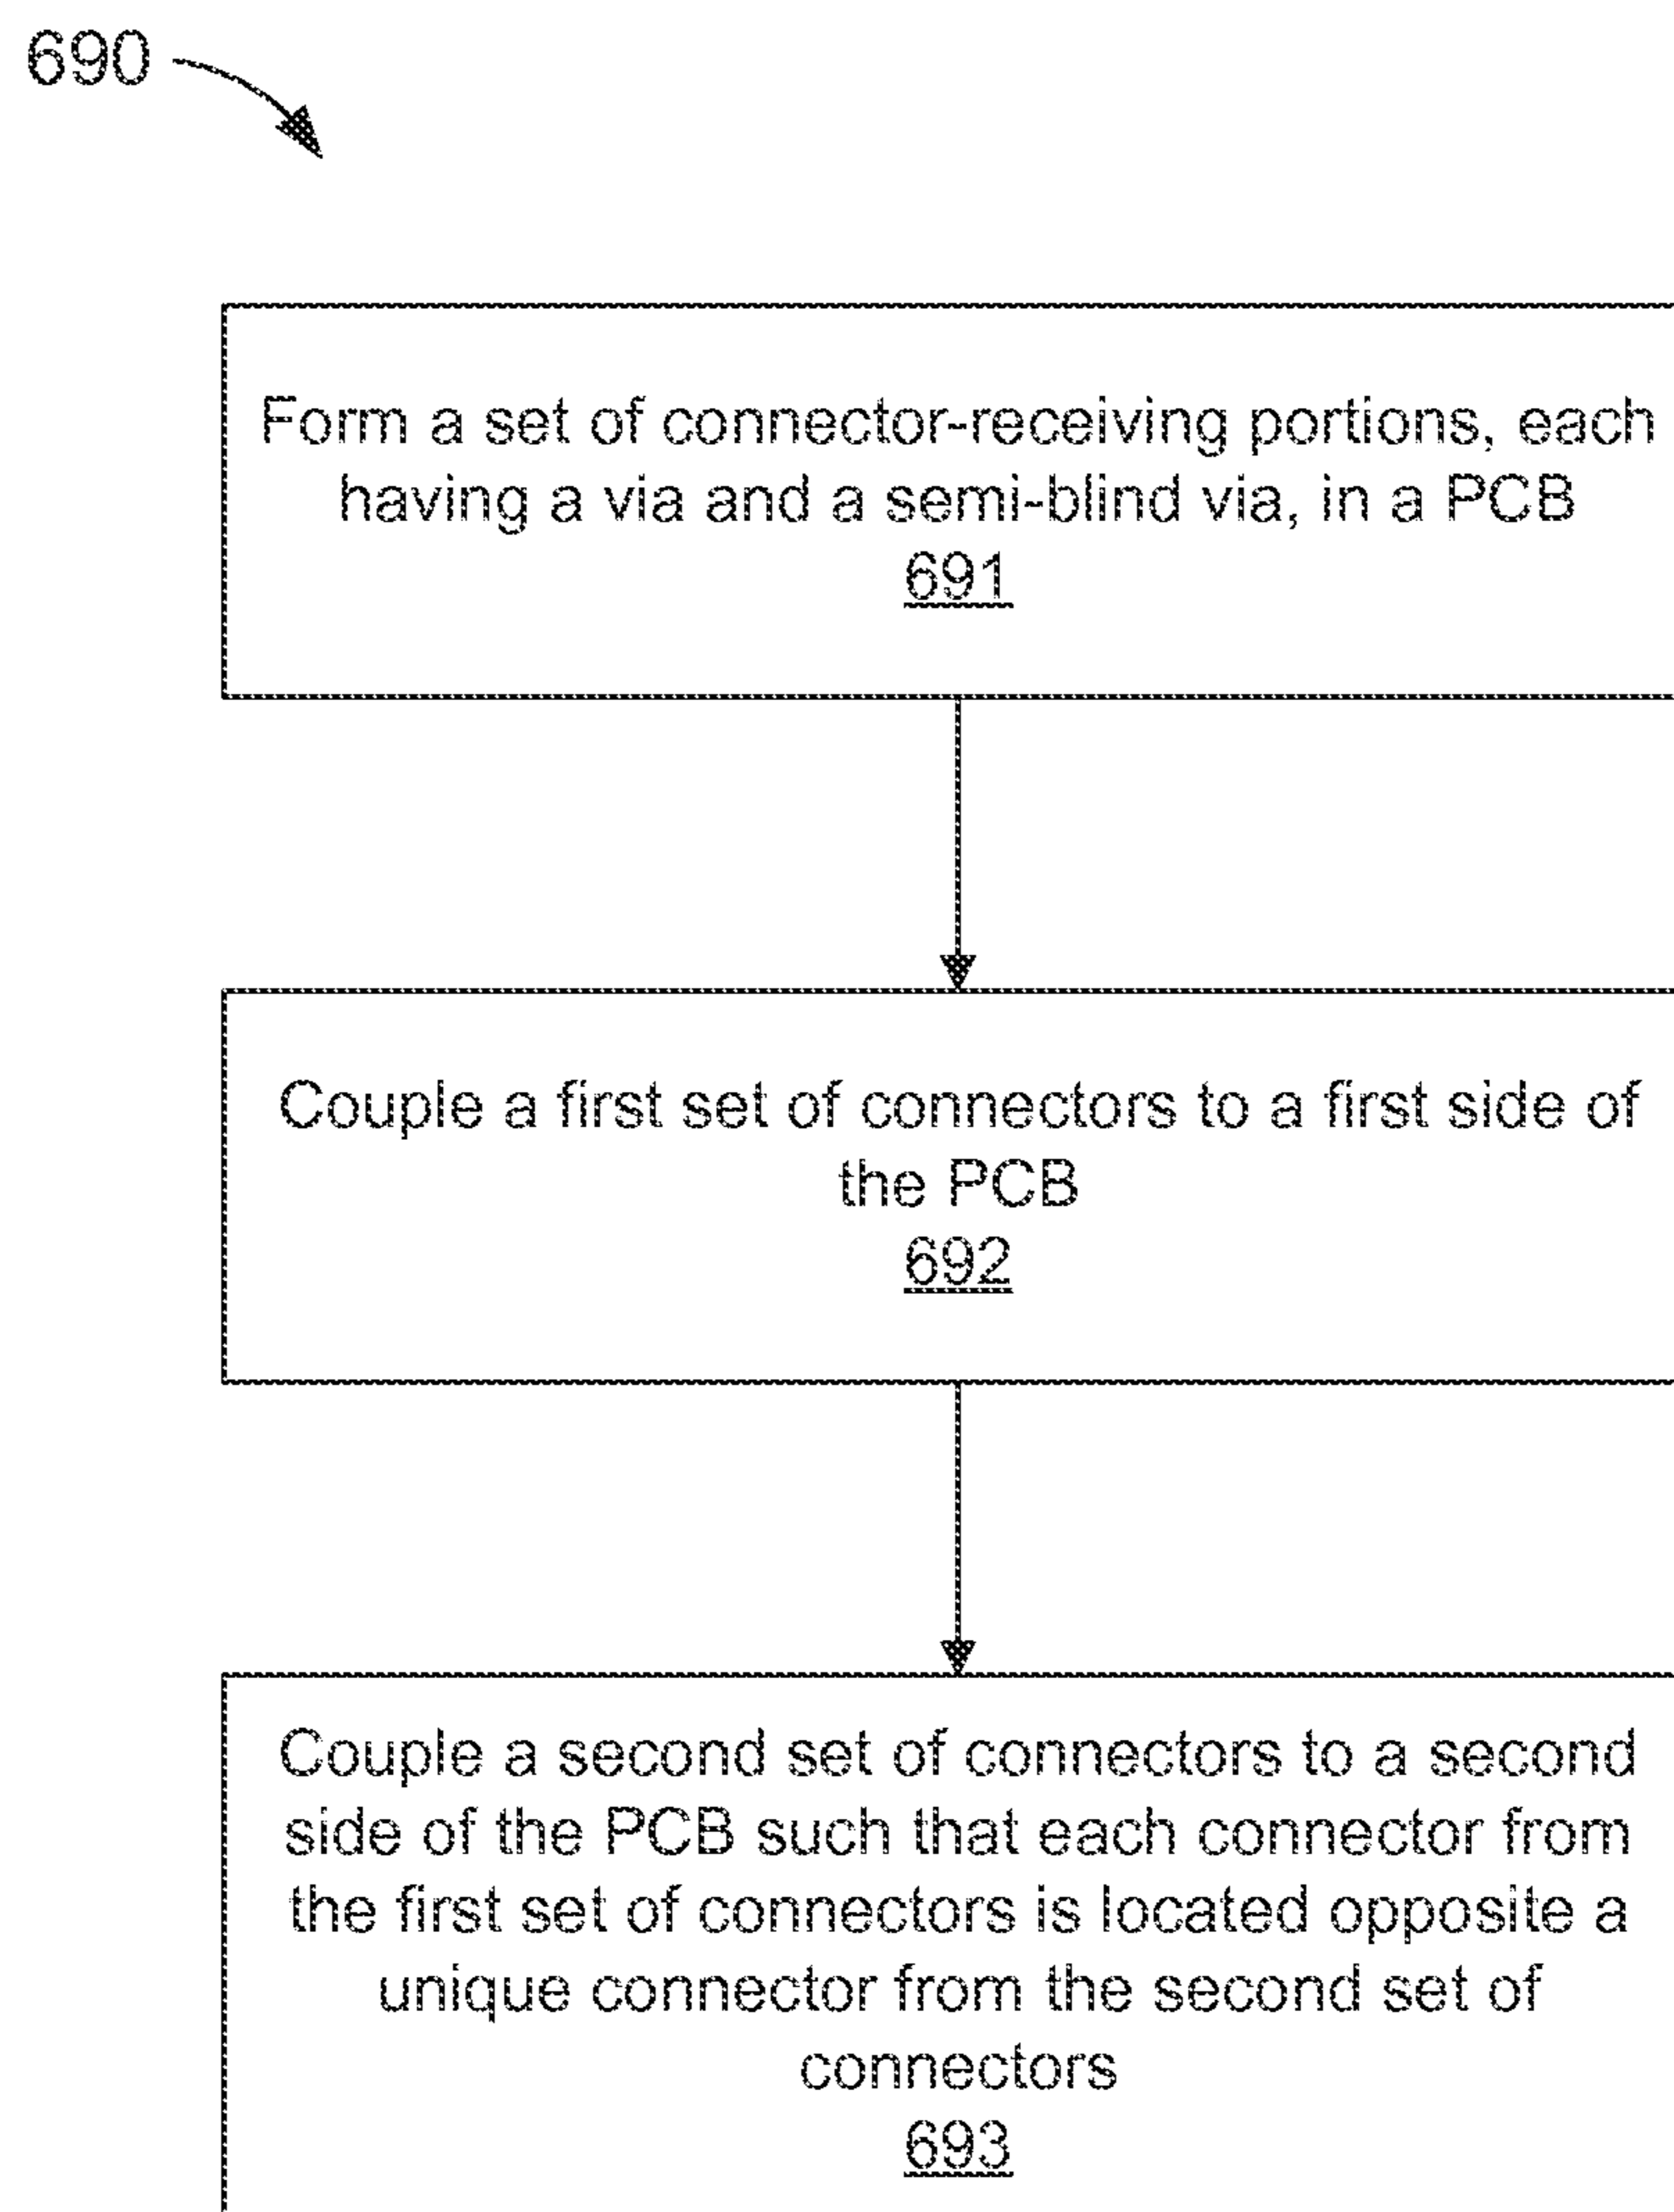 690
Form a set of connector-receiving portions, each
having a via and a semi-blind via, in a PCB
691
Couple a first set of connectors to a first side of
the PCB
692
Couple a second set of connectors to a second
side of the PCB such that each connector from
the first set of connectors is located opposite a
unique connector from the second set of
connectors
693